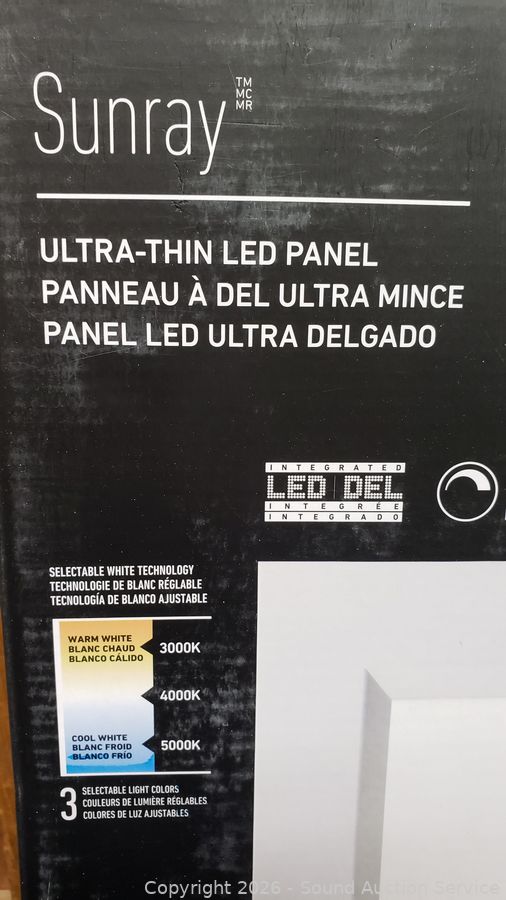 Sunray TM MC MR
ULTRA-THIN LED PANEL
PANNEAU À DEL ULTRA MINCE
PANEL LED ULTRA DELGADO
INTEGRATED
LED DEL
INTEGRÉE
INTEGRADO
SELECTABLE WHITE TECHNOLOGY
TECHNOLOGIE DE BLANC RÉGLABLE
TECNOLOGÍA DE BLANCO AJUSTABLE
WARM WHITE
BLANC CHAUD
BLANCO CÁLIDO
3000K
4000K
COOL WHITE
BLANC FROID
BLANCO FRÍO
5000K
3 SELECTABLE LIGHT COLORS
COULEURS DE LUMIÈRE RÉGLABLES
COLORES DE LUZ AJUSTABLES
Copyright 2026 - Sound Auction Service